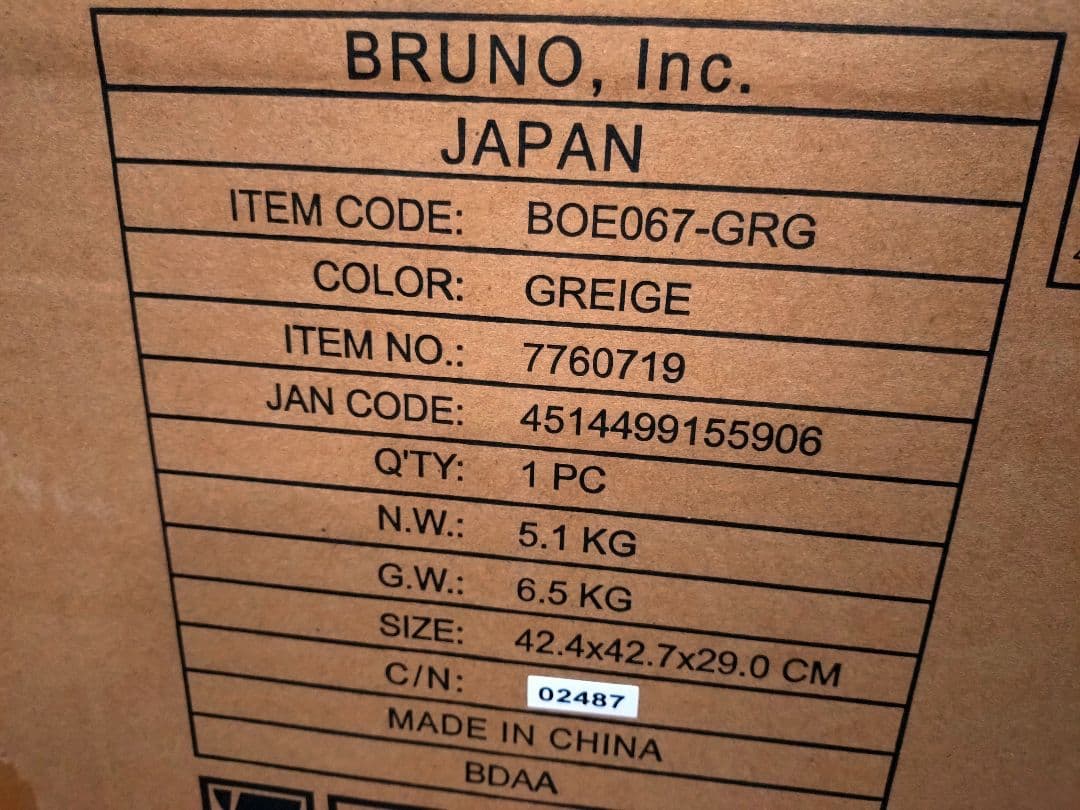 BRUNO, Inc.
JAPAN
ITEM CODE: BOE067-GRG
COLOR: GREIGE
ITEM NO.: 7760719
JAN CODE: 4514499155906
Q'TY: 1 PC
N.W.: 5.1 KG
G.W.: 6.5 KG
SIZE: 42.4x42.7x29.0 CM
C/N: 02487
MADE IN CHINA
BDAA